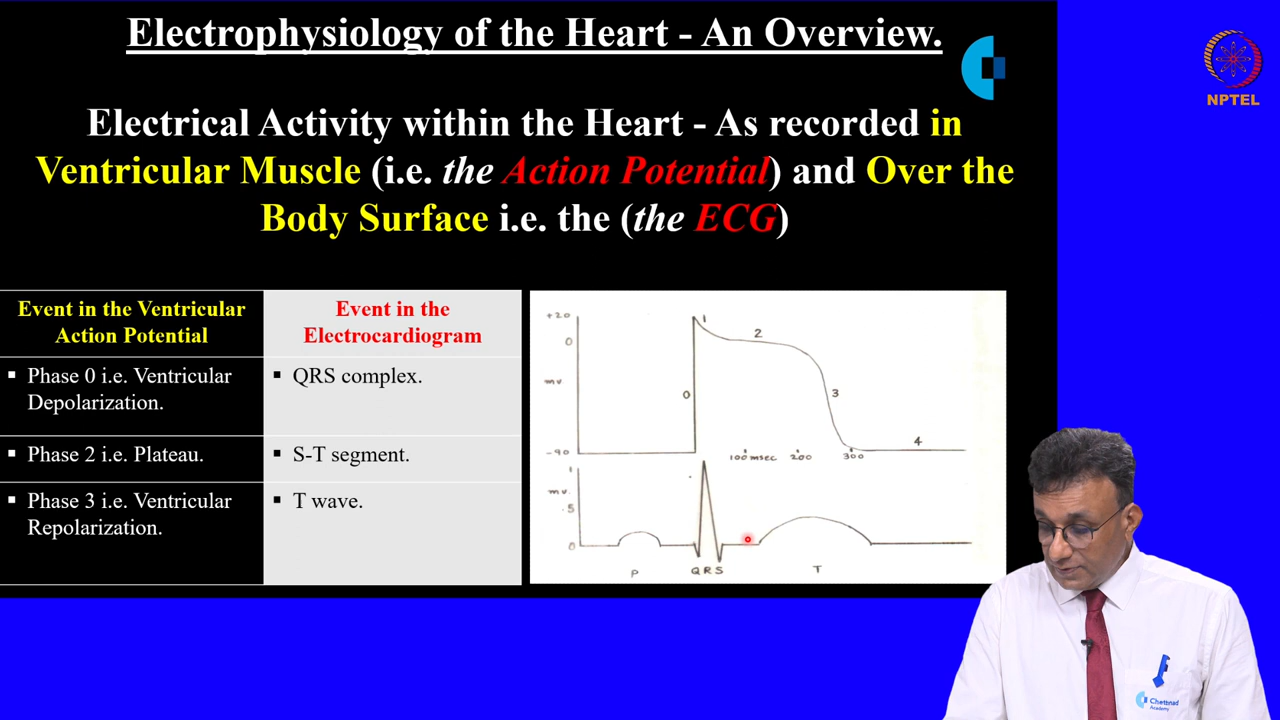 Electrophysiology of the Heart - An Overview.
NPTEL
Electrical Activity within the Heart - As recorded in
Ventricular Muscle (i.e. the Action Potential) and Over the
Body Surface i.e. the (the ECG)
Event in the Ventricular
Action Potential
Event in the
Electrocardiogram
▪ Phase 0 i.e. Ventricular
Depolarization.
▪ QRS complex.
▪ Phase 2 i.e. Plateau.
▪ S-T segment.
▪ Phase 3 i.e. Ventricular
Repolarization.
▪ T wave.
+20
0
mv
-90
0
1
2
3
4
100 msec 200 300
1
mv.
.5
0
P
QRS
T
Chettinad
Academy